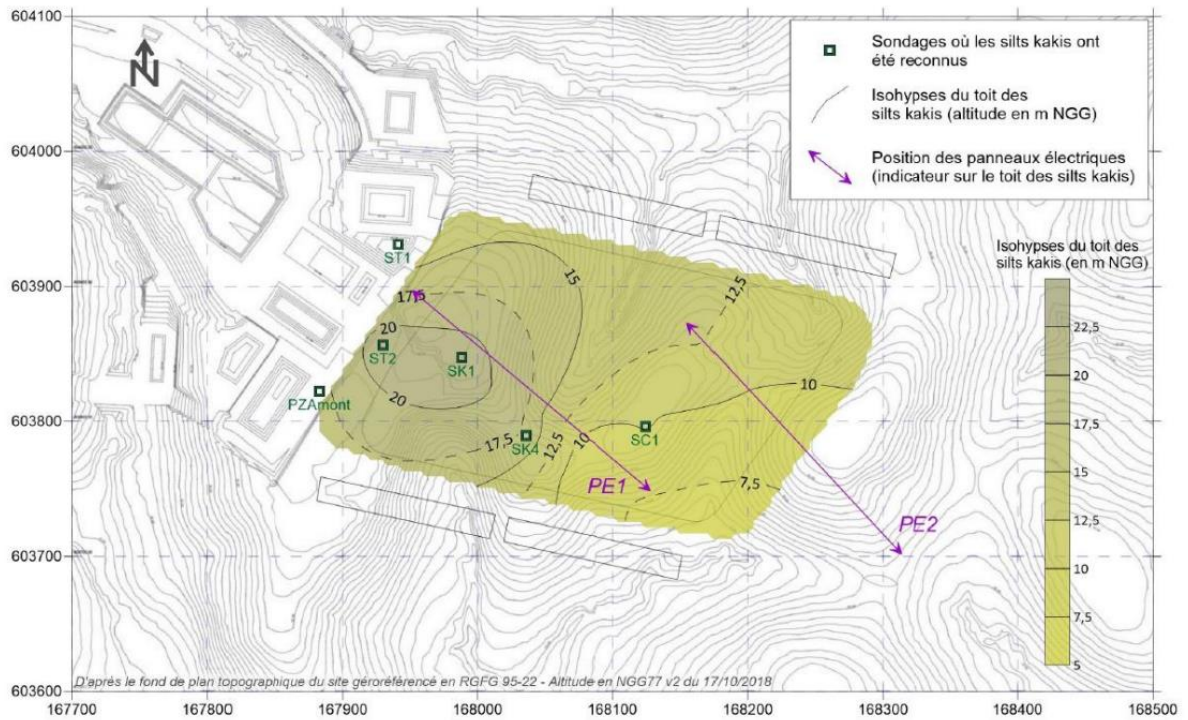 604100
604000
603900
603800
603700
603600
167700
167800
167900
168000
168100
168200
168300
168400
168500
N
Sondages où les silts kakis ont
été reconnus
Isohypses du toit des
silts kakis (altitude en m NGG)
Position des panneaux électriques
(indicateur sur le toit des silts kakis)
Isohypses du toit des
silts kakis (en m NGG)
22,5
20
17,5
15
12,5
10
7,5
5
ST1
15
12,5
17,5
20
ST2
SK1
PZAmont
20
10
SC1
17,5
SK4
12,5
10
PE1
7,5
PE2
D'après le fond de plan topographique du site géroréférencé en RGFG 95-22 - Altitude en NGG77 v2 du 17/10/2018